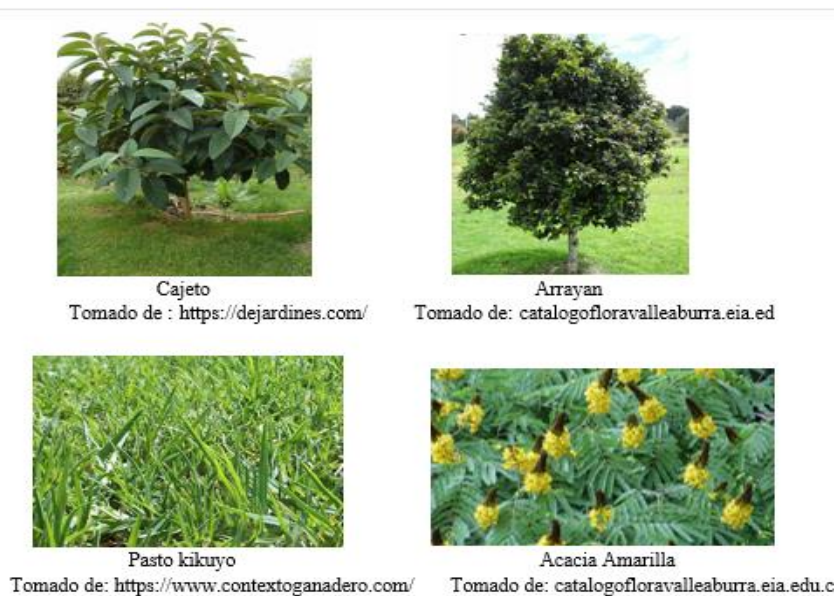 Cajeto
Tomado de : https://dejardines.com/
Arrayan
Tomado de: catalogofloravalleaburra.eia.ed
Pasto kikuyo
Tomado de: https://www.contextoganadero.com/
Acacia Amarilla
Tomado de: catalogofloravalleaburra.eia.edu.c